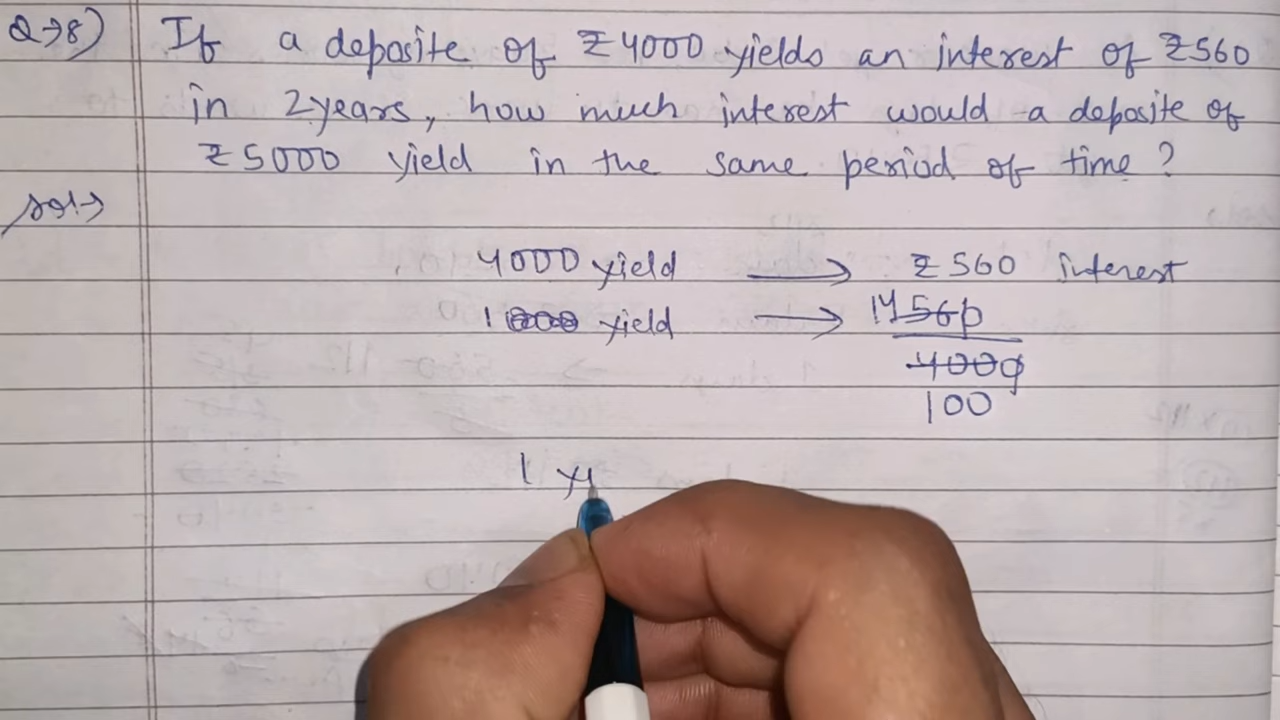 Q→8) If a deposite of ₹4000 yields an interest of ₹560
in 2years, how much interest would a deposite of
₹5000 yield in the same period of time?
Sol→
4000 yield → ₹560 interest
1 000 yield → 14 560
4000
100
1 yi